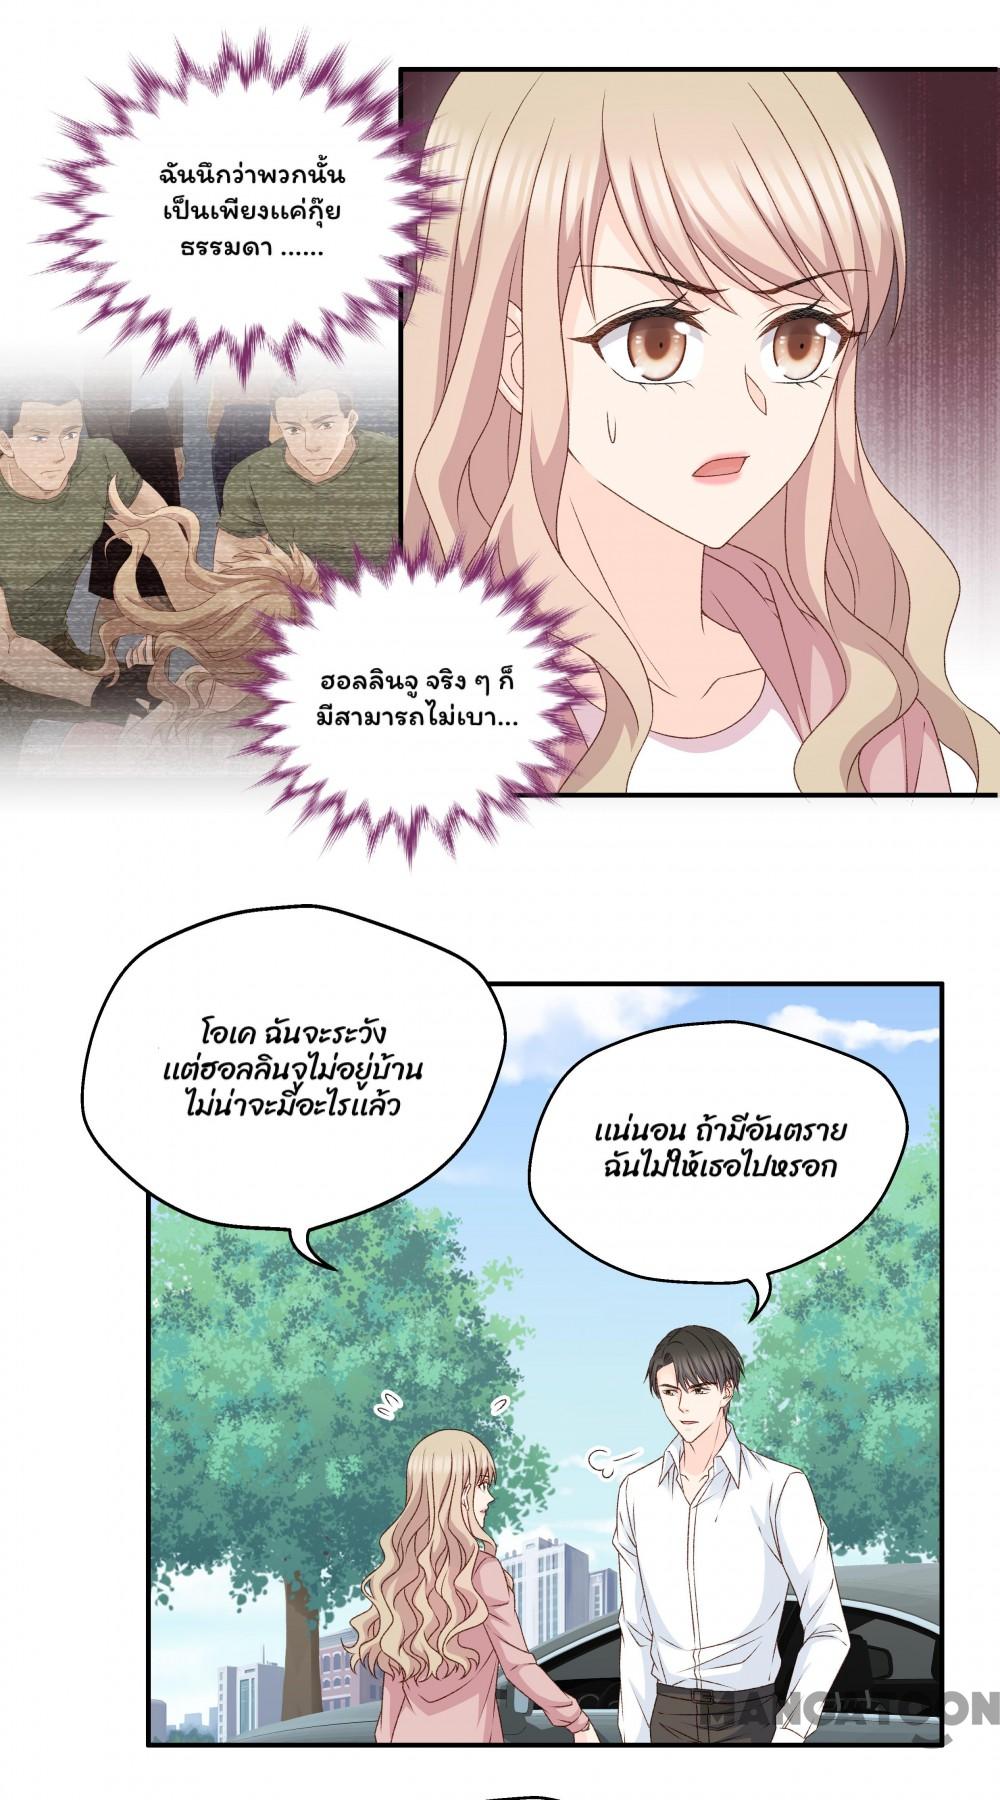 ฉันนึกว่าพวกนั้น
เป็นเพียงแค่กุ๊ย
ธรรมดา ......
ฮอลลินจู จริง ๆ ก็
มีสามารถไม่เบา...
โอเค ฉันจะระวัง
แต่ฮอลลินจูไม่อยู่บ้าน
ไม่น่าจะมีอะไรแล้ว
แน่นอน ถ้ามีอันตราย
ฉันไม่ให้เธอไปหรอก
MANGATOON